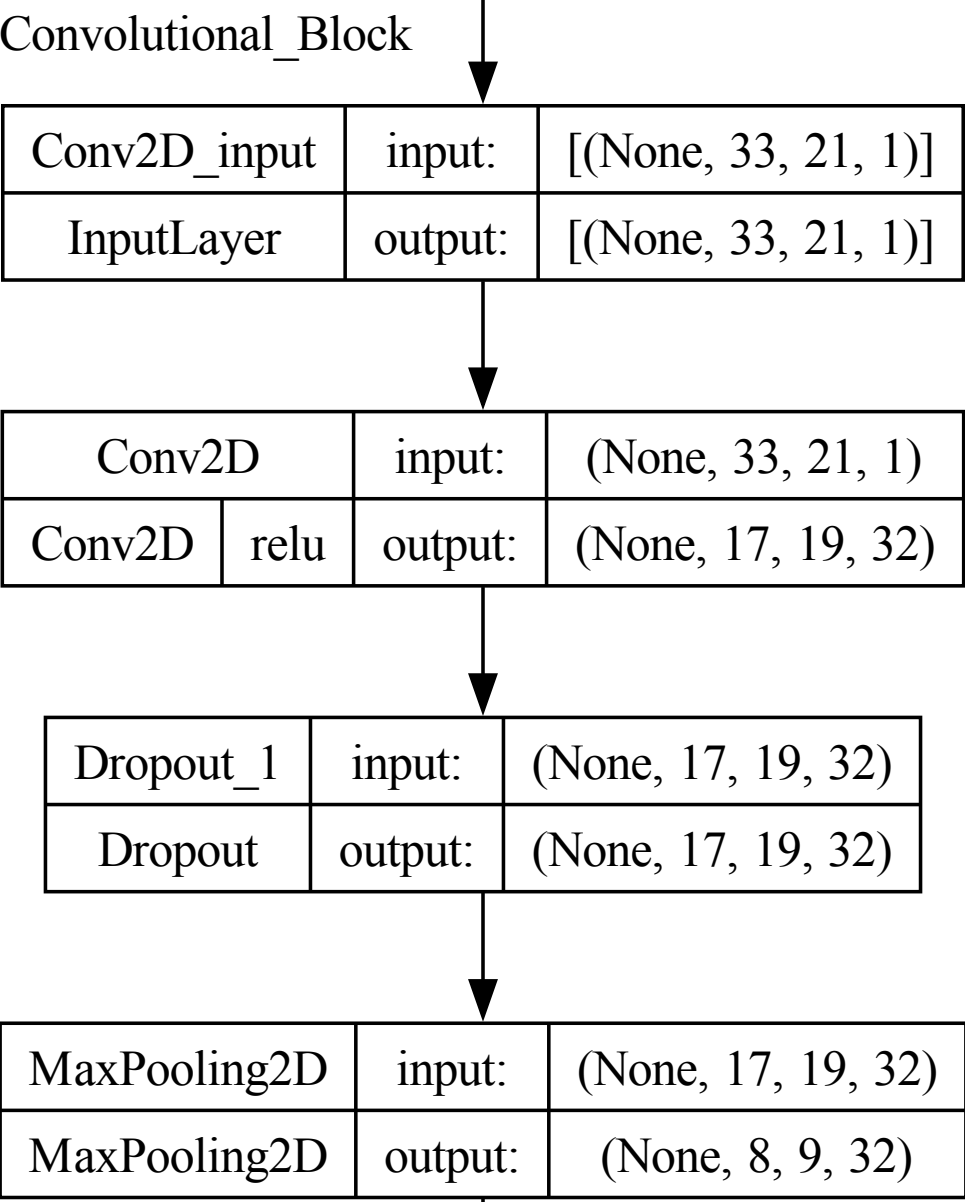 Convolutional_Block
Conv2D_input input: [(None, 33, 21, 1)]
InputLayer output: [(None, 33, 21, 1)]
Conv2D input: (None, 33, 21, 1)
Conv2D relu output: (None, 17, 19, 32)
Dropout_1 input: (None, 17, 19, 32)
Dropout output: (None, 17, 19, 32)
MaxPooling2D input: (None, 17, 19, 32)
MaxPooling2D output: (None, 8, 9, 32)